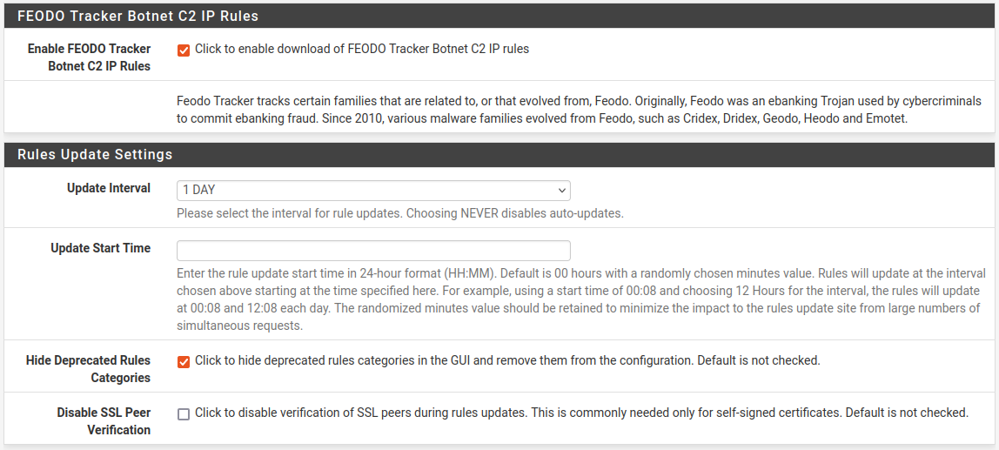 FEODO Tracker Botnet C2 IP Rules
Enable FEODO Tracker
Botnet C2 IP Rules
Click to enable download of FEODO Tracker Botnet C2 IP rules
Feodo Tracker tracks certain families that are related to, or that evolved from, Feodo. Originally, Feodo was an ebanking Trojan used by cybercriminals
to commit ebanking fraud. Since 2010, various malware families evolved from Feodo, such as Cridex, Dridex, Geodo, Heodo and Emotet.
Rules Update Settings
Update Interval
1 DAY
Please select the interval for rule updates. Choosing NEVER disables auto-updates.
Update Start Time
Enter the rule update start time in 24-hour format (HH:MM). Default is 00 hours with a randomly chosen minutes value. Rules will update at the interval
chosen above starting at the time specified here. For example, using a start time of 00:08 and choosing 12 Hours for the interval, the rules will update
at 00:08 and 12:08 each day. The randomized minutes value should be retained to minimize the impact to the rules update site from large numbers of
simultaneous requests.
Hide Deprecated Rules
Categories
Click to hide deprecated rules categories in the GUI and remove them from the configuration. Default is not checked.
Disable SSL Peer
Verification
Click to disable verification of SSL peers during rules updates. This is commonly needed only for self-signed certificates. Default is not checked.